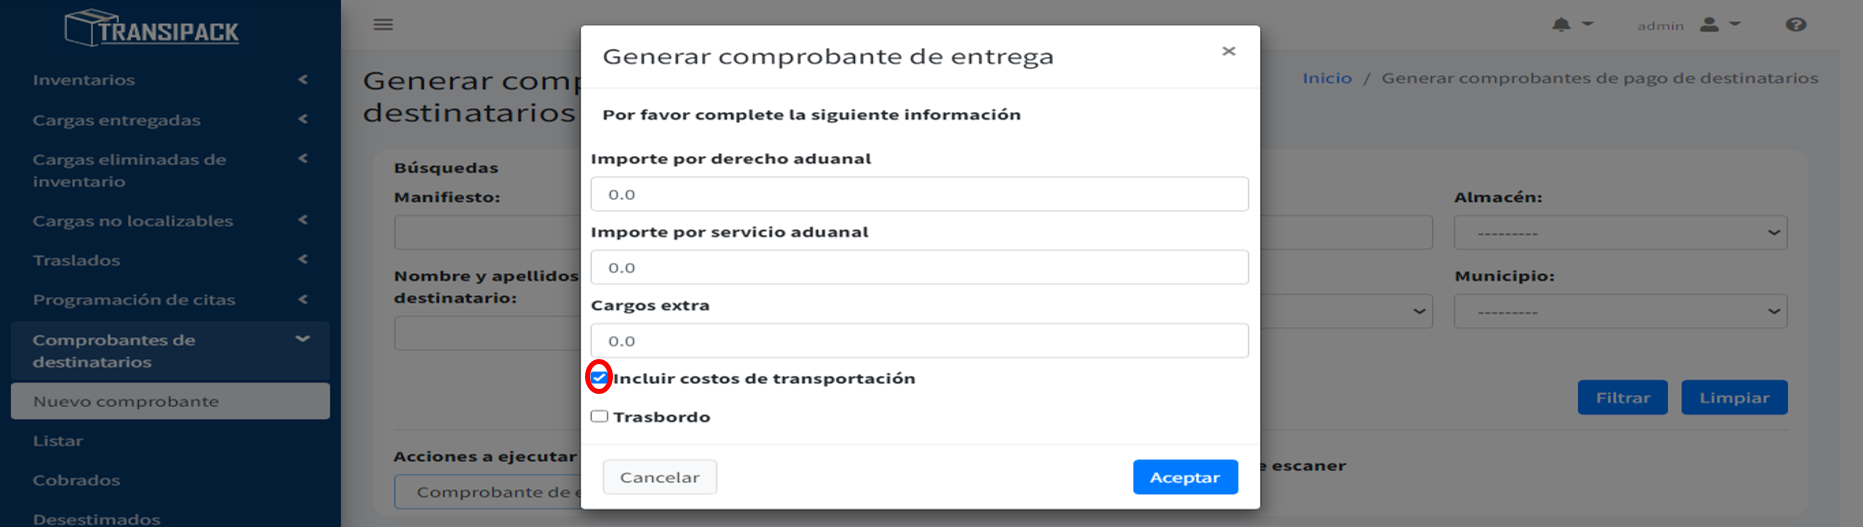 TRANSIPACK
Inventarios
Cargas entregadas
Cargas eliminadas de
inventario
Cargas no localizables
Traslados
Programación de citas
Comprobantes de
destinatarios
Nuevo comprobante
Listar
Cobrados
Desestimados
admin
Generar comp
destinatarios
Inicio / Generar comprobantes de pago de destinatarios
Búsquedas
Manifiesto:
Almacén:
---------
Nombre y apellidos
destinatario:
Municipio:
---------
Filtrar
Limpiar
Acciones a ejecutar
e escaner
Comprobante de e
Generar comprobante de entrega
×
Por favor complete la siguiente información
Importe por derecho aduanal
0.0
Importe por servicio aduanal
0.0
Cargos extra
0.0
Incluir costos de transportación
Trasbordo
Cancelar
Aceptar